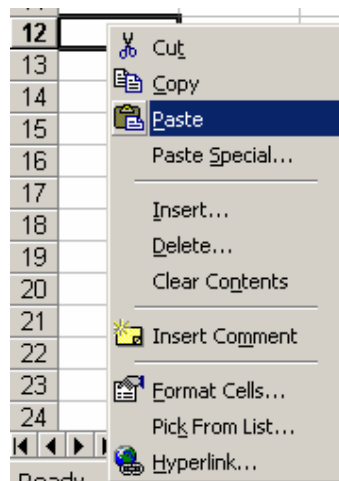 12
Cut
13
Copy
14
Paste
15
Paste Special...
16
17
Insert...
18
Delete...
19
Clear Contents
20
21
Insert Comment
22
23
Format Cells...
24
Pick From List...
Hyperlink...